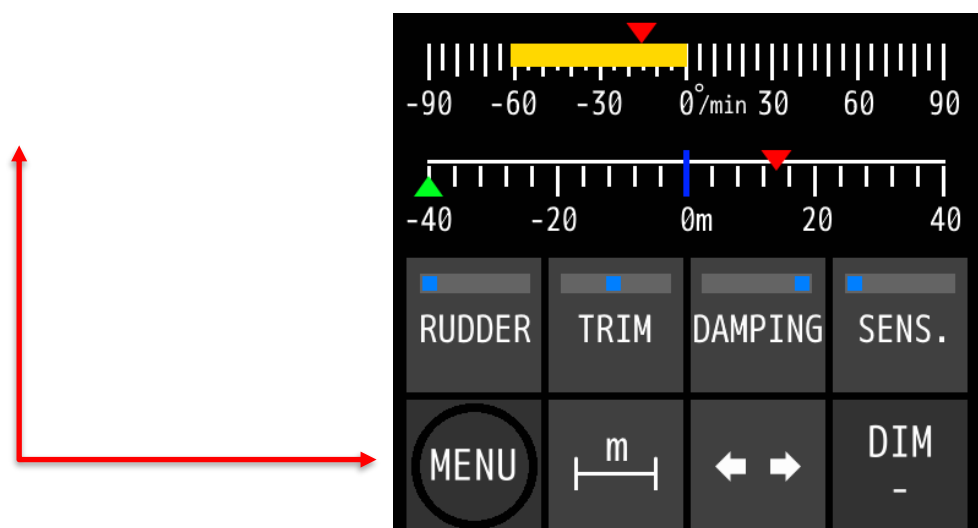 -90 -60 -30 0°/min 30 60 90
-40 -20 0m 20 40
RUDDER TRIM DAMPING SENS.
MENU m DIM
-